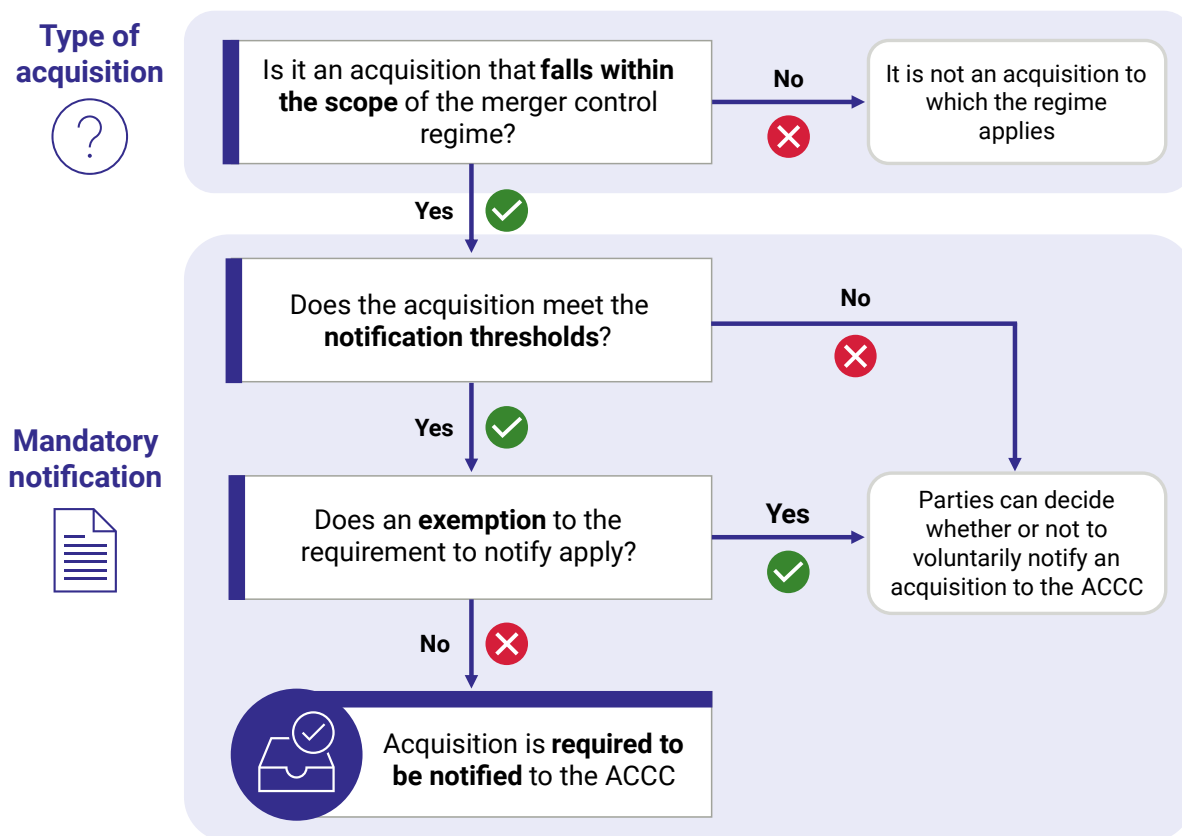 Type of
acquisition
Is it an acquisition that falls within
the scope of the merger control
regime?
No
It is not an acquisition to
which the regime
applies
Yes
Does the acquisition meet the
notification thresholds?
No
Yes
Mandatory
notification
Does an exemption to the
requirement to notify apply?
Yes
Parties can decide
whether or not to
voluntarily notify an
acquisition to the ACCC
No
Acquisition is required to
be notified to the ACCC